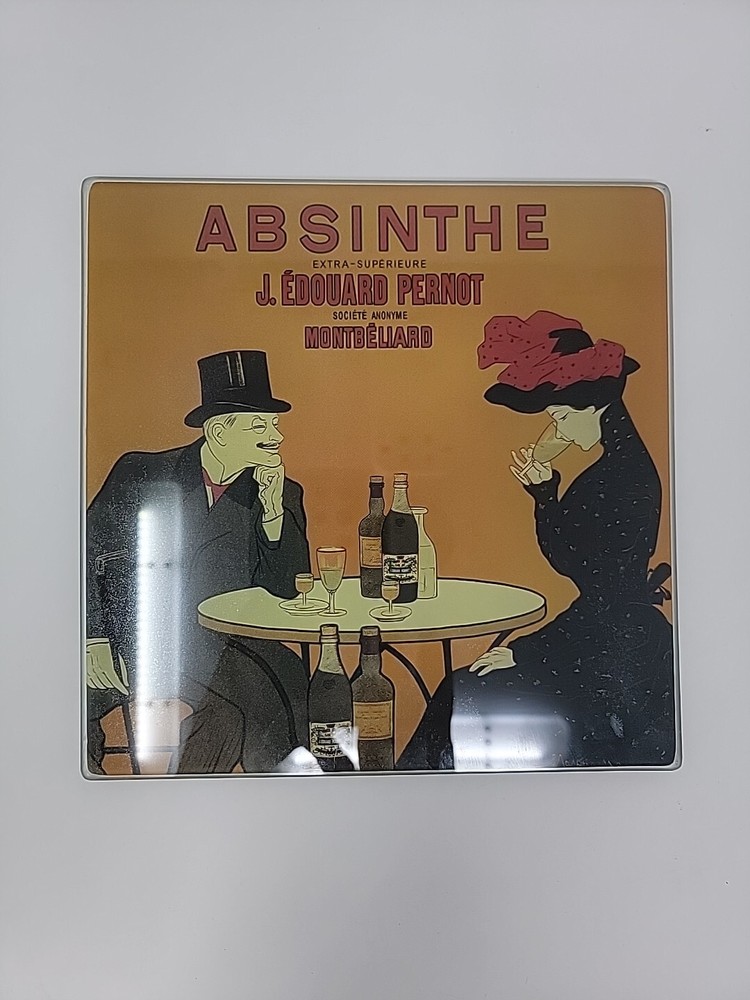 ABSINTHE
EXTRA-SUPÉRIEURE
J. ÉDOUARD PERNOT
SOCIÉTÉ ANONYME
MONTBÉLIARD